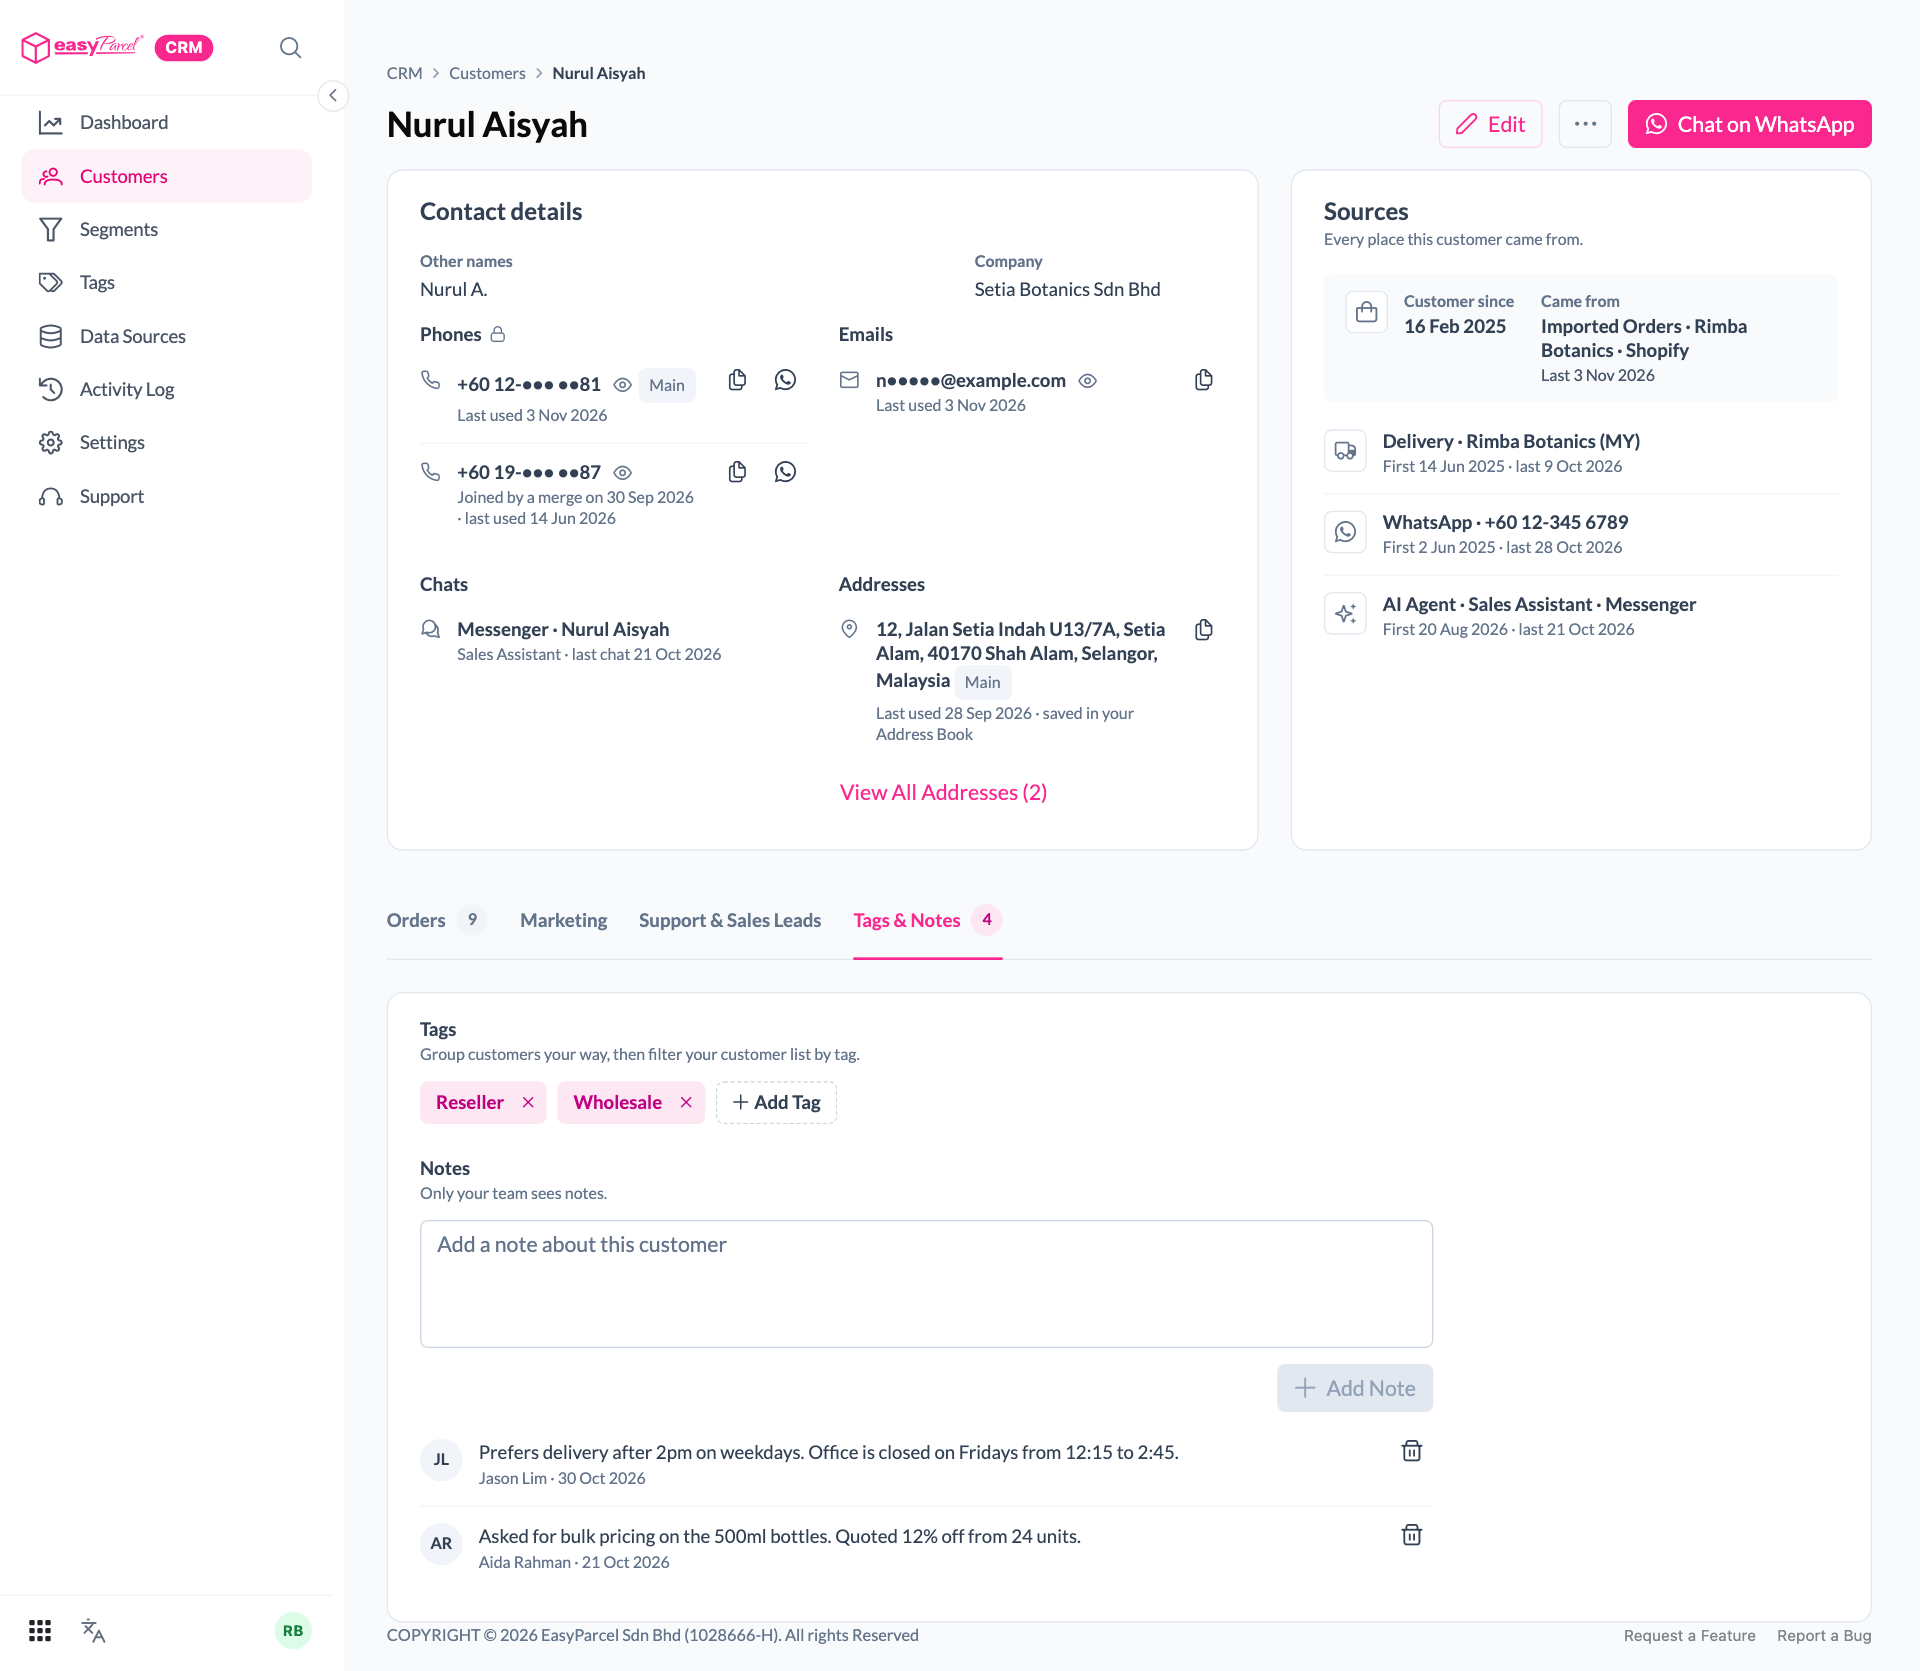 easyParcel CRM
Dashboard
Customers
Segments
Tags
Data Sources
Activity Log
Settings
Support
RB
CRM > Customers > Nurul Aisyah
Nurul Aisyah
Edit
Chat on WhatsApp
Contact details
Other names
Nurul A.
Company
Setia Botanics Sdn Bhd
Phones
+60 12-●●● ●●81 Main
Last used 3 Nov 2026
+60 19-●●● ●●87
Joined by a merge on 30 Sep 2026
· last used 14 Jun 2026
Emails
n●●●●●@example.com
Last used 3 Nov 2026
Chats
Messenger · Nurul Aisyah
Sales Assistant · last chat 21 Oct 2026
Addresses
12, Jalan Setia Indah U13/7A, Setia
Alam, 40170 Shah Alam, Selangor,
Malaysia Main
Last used 28 Sep 2026 · saved in your
Address Book
View All Addresses (2)
Sources
Every place this customer came from.
Customer since
16 Feb 2025
Came from
Imported Orders · Rimba
Botanics · Shopify
Last 3 Nov 2026
Delivery · Rimba Botanics (MY)
First 14 Jun 2025 · last 9 Oct 2026
WhatsApp · +60 12-345 6789
First 2 Jun 2025 · last 28 Oct 2026
AI Agent · Sales Assistant · Messenger
First 20 Aug 2026 · last 21 Oct 2026
Orders 9 Marketing Support & Sales Leads Tags & Notes 4
Tags
Group customers your way, then filter your customer list by tag.
Reseller × Wholesale × + Add Tag
Notes
Only your team sees notes.
Add a note about this customer
+ Add Note
JL
Prefers delivery after 2pm on weekdays. Office is closed on Fridays from 12:15 to 2:45.
Jason Lim · 30 Oct 2026
AR
Asked for bulk pricing on the 500ml bottles. Quoted 12% off from 24 units.
Aida Rahman · 21 Oct 2026
COPYRIGHT © 2026 EasyParcel Sdn Bhd (1028666-H). All rights Reserved
Request a Feature Report a Bug